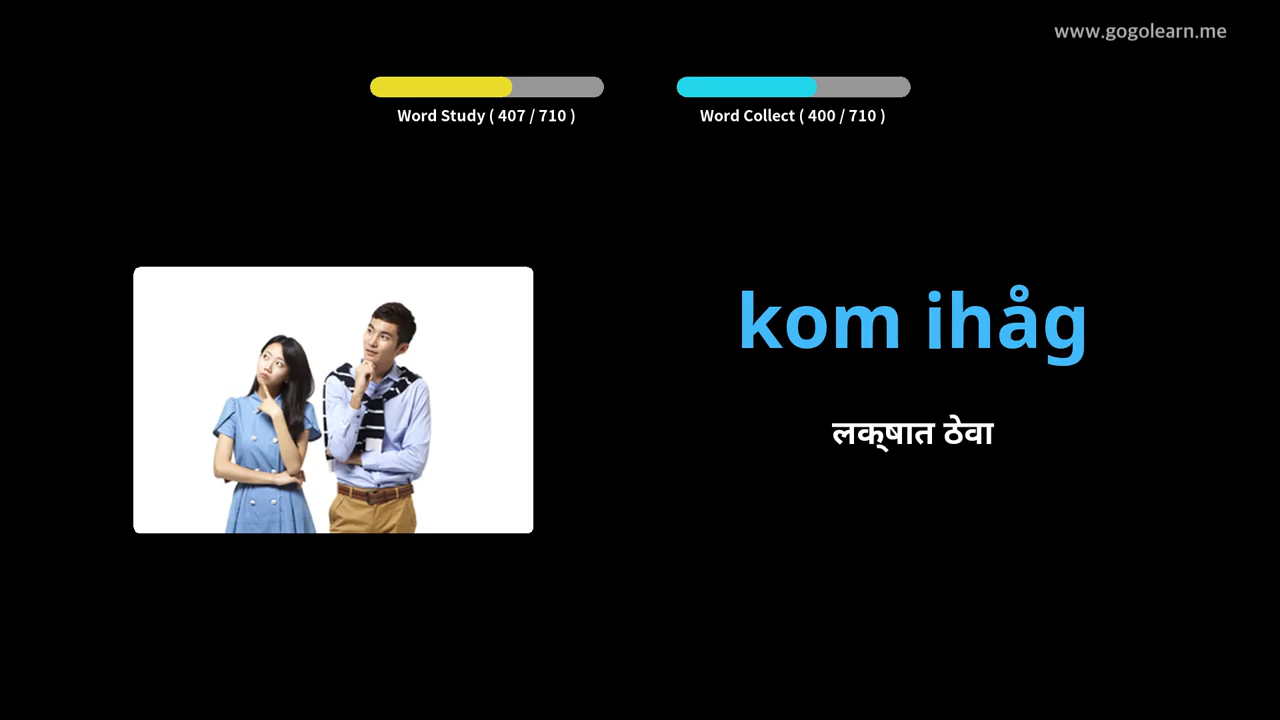 www.gogolearn.me
Word Study ( 407 / 710 )
Word Collect ( 400 / 710 )
kom ihåg
लक्षात ठेवा